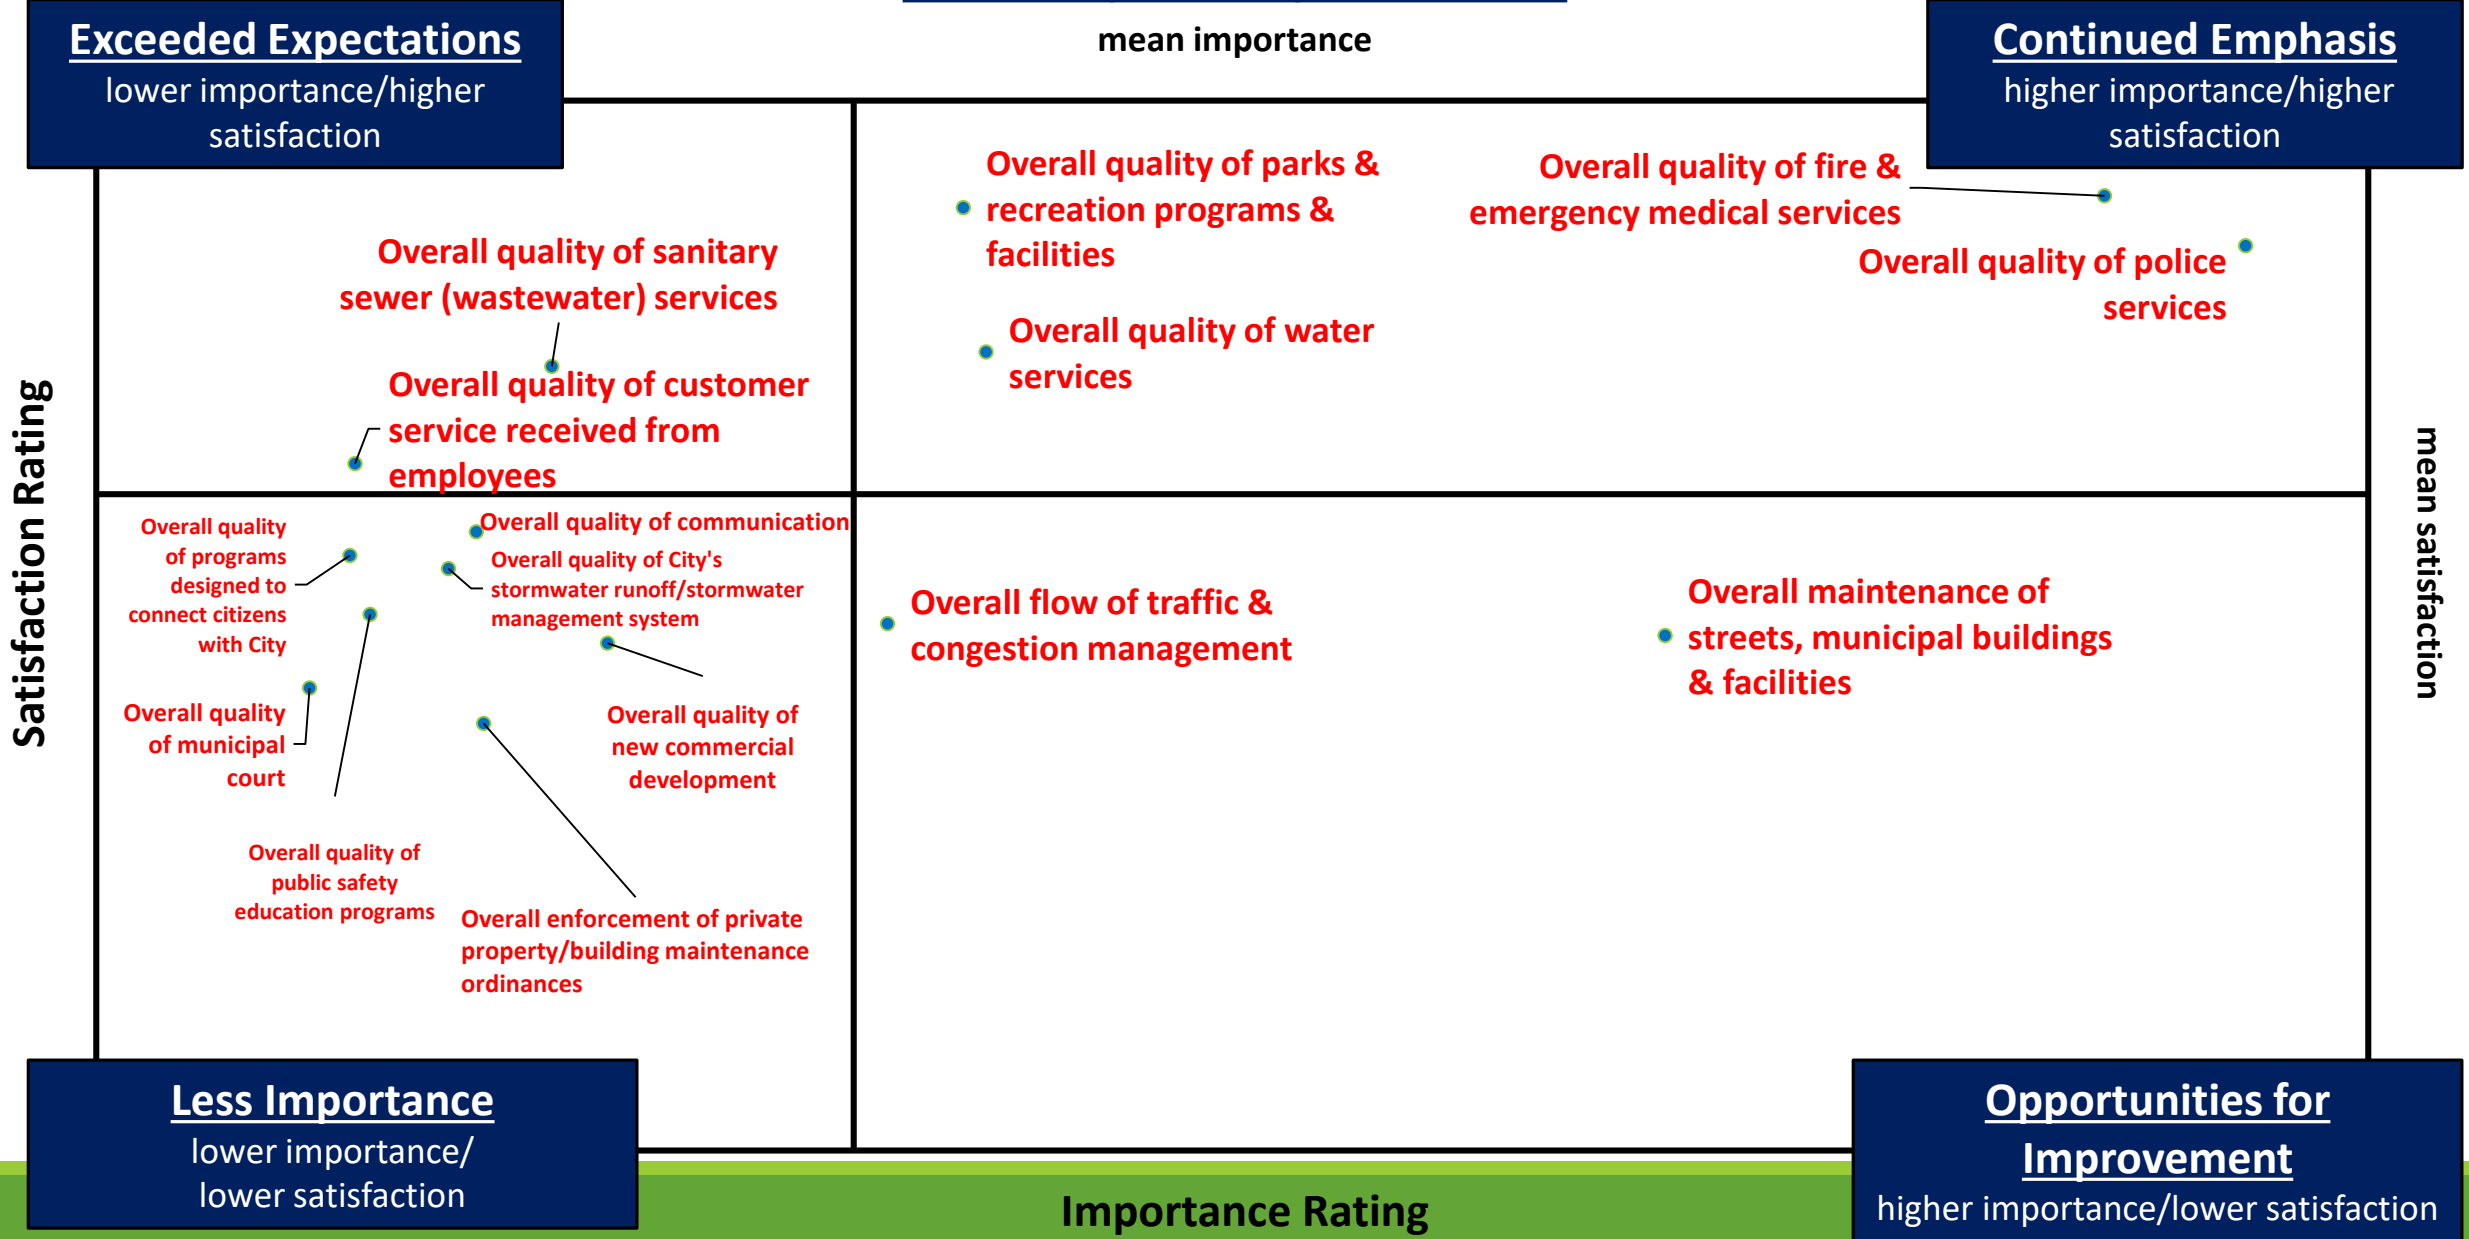 Exceeded Expectations
lower importance/higher
satisfaction
mean importance
Continued Emphasis
higher importance/higher
satisfaction
Overall quality of parks &
recreation programs &
facilities
Overall quality of fire &
emergency medical services
Overall quality of police
services
Overall quality of sanitary
sewer (wastewater) services
Overall quality of water
services
Overall quality of customer
service received from
employees
Satisfaction Rating
mean satisfaction
Overall quality
of programs
designed to
connect citizens
with City
Overall quality of communication
Overall quality of City's
stormwater runoff/stormwater
management system
Overall flow of traffic &
congestion management
Overall maintenance of
streets, municipal buildings
& facilities
Overall quality
of municipal
court
Overall quality of
new commercial
development
Overall quality of
public safety
education programs
Overall enforcement of private
property/building maintenance
ordinances
Less Importance
lower importance/
lower satisfaction
Importance Rating
Opportunities for
Improvement
higher importance/lower satisfaction